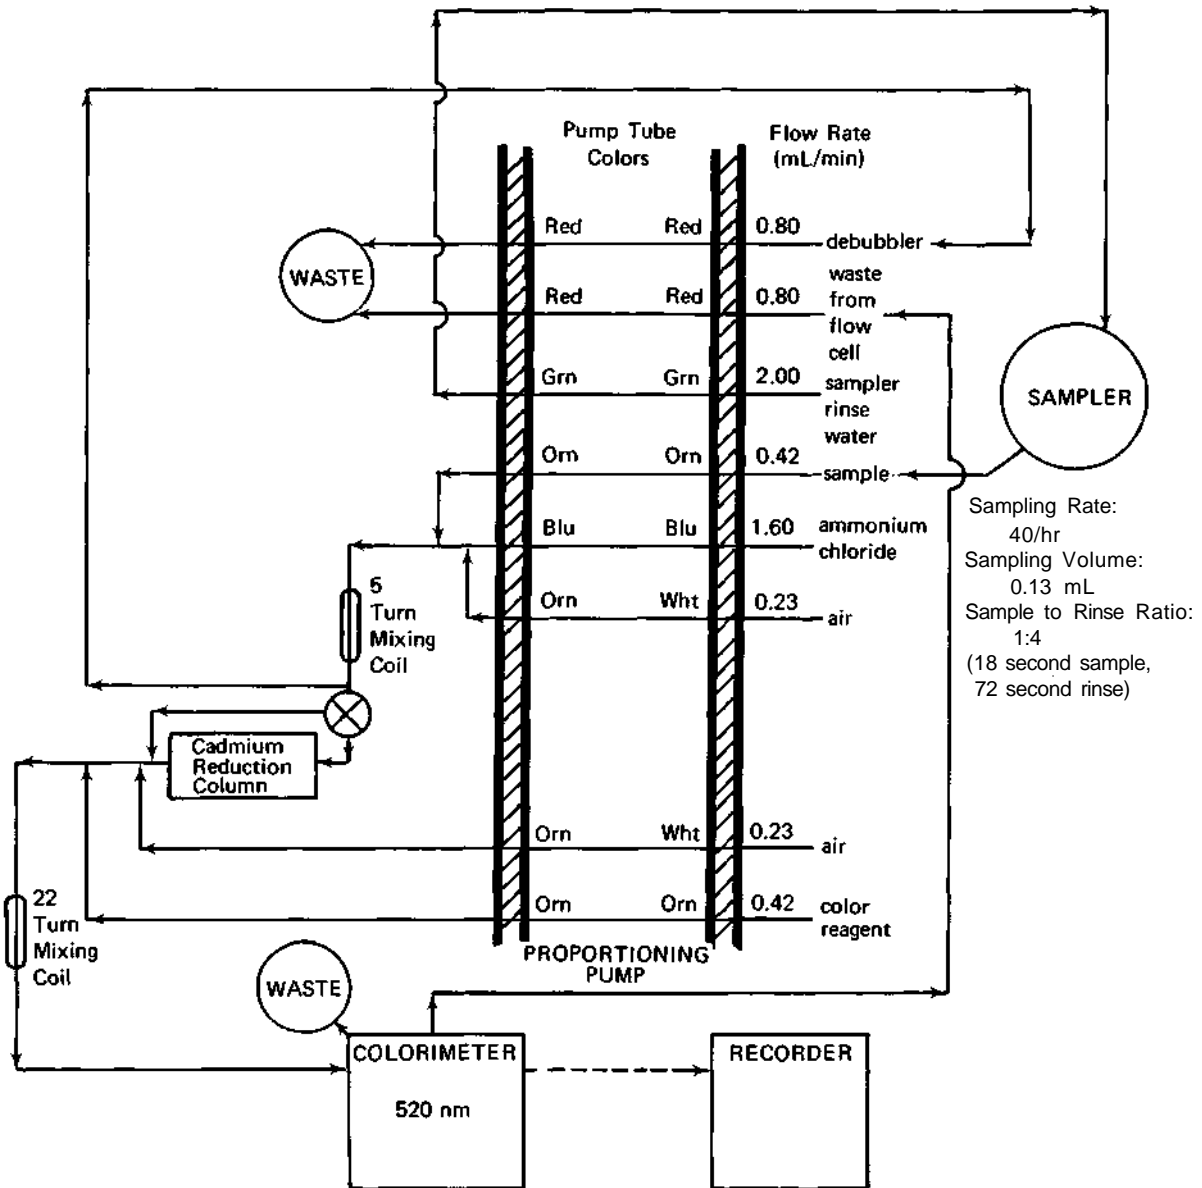 Pump Tube Colors
Flow Rate (mL/min)
Red Red 0.80 debubbler
WASTE
Red Red 0.80 waste from flow cell
Grn Grn 2.00 sampler rinse water
SAMPLER
Orn Orn 0.42 sample
Blu Blu 1.60 ammonium chloride
Orn Wht 0.23 air
Sampling Rate:
40/hr
Sampling Volume:
0.13 mL
Sample to Rinse Ratio:
1:4
(18 second sample,
72 second rinse)
5
Turn
Mixing
Coil
Cadmium
Reduction
Column
Orn Wht 0.23 air
Orn Orn 0.42 color reagent
22
Turn
Mixing
Coil
PROPORTIONING
PUMP
WASTE
COLORIMETER
520 nm
RECORDER